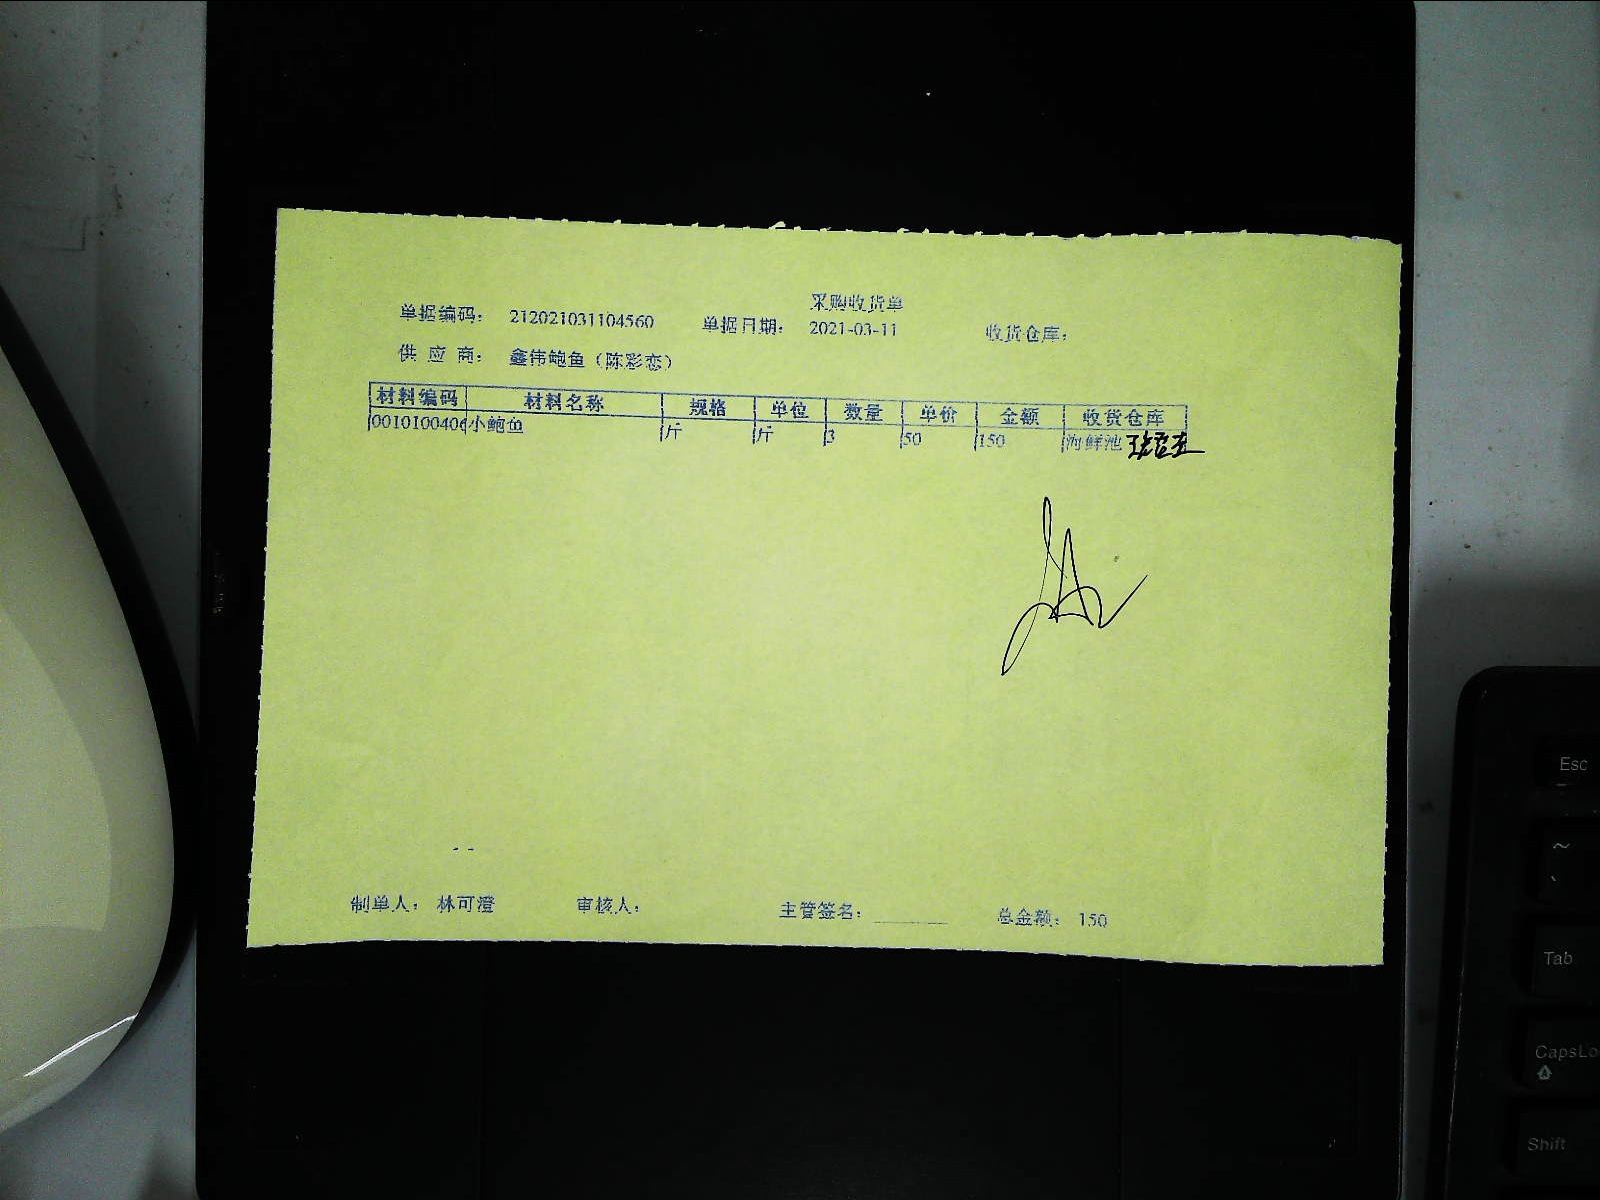 采购收货单
单据编码: 212021031104560 单据日期: 2021-03-11 收货仓库:
供 应 商: 鑫伟鲍鱼（陈彩恋）
材料编码 材料名称 规格 单位 数量 单价 金额 收货仓库
001010040 小鲍鱼 斤 斤 3 50 150 海鲜池
制单人: 林可澄 审核人: 主管签名: 总金额: 150
Esc
~
Tab
CapsLo
Shift